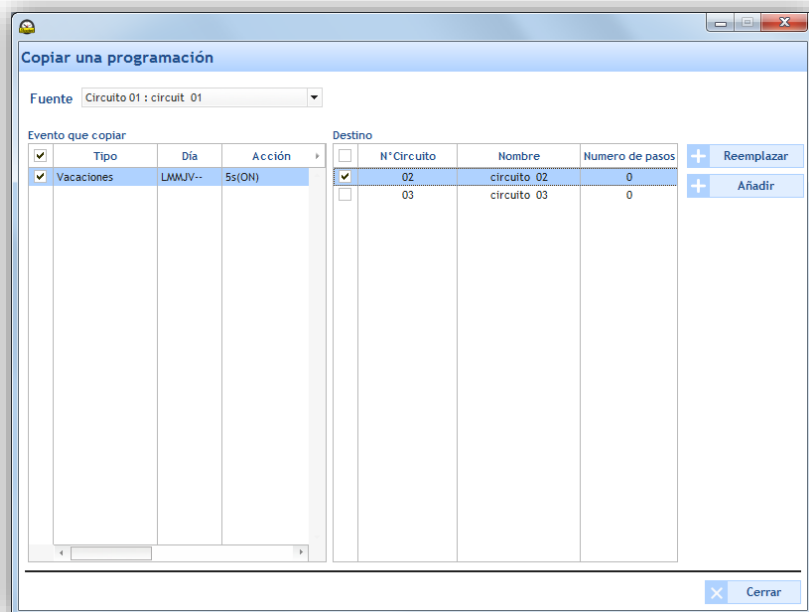 Copiar una programación
Fuente Circuito 01 : circuit 01
Evento que copiar Destino
Tipo Día Acción N°Circuito Nombre Numero de pasos Reemplazar
Vacaciones LMMJV-- 5s(ON) 02 circuito 02 0 Añadir
03 circuito 03 0
Cerrar